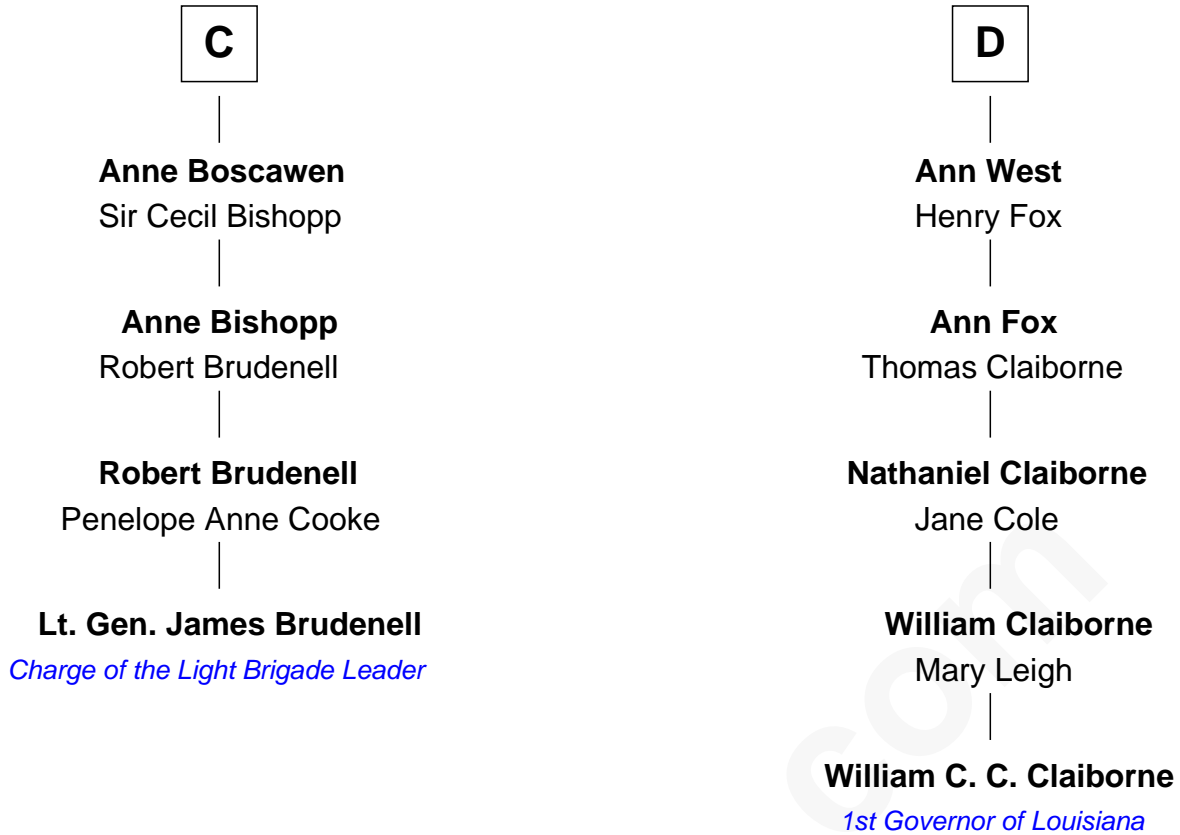 C
Anne Boscawen
Sir Cecil Bishopp
Anne Bishopp
Robert Brudenell
Robert Brudenell
Penelope Anne Cooke
Lt. Gen. James Brudenell
Charge of the Light Brigade Leader
D
Ann West
Henry Fox
Ann Fox
Thomas Claiborne
Nathaniel Claiborne
Jane Cole
William Claiborne
Mary Leigh
William C. C. Claiborne
1st Governor of Louisiana
com